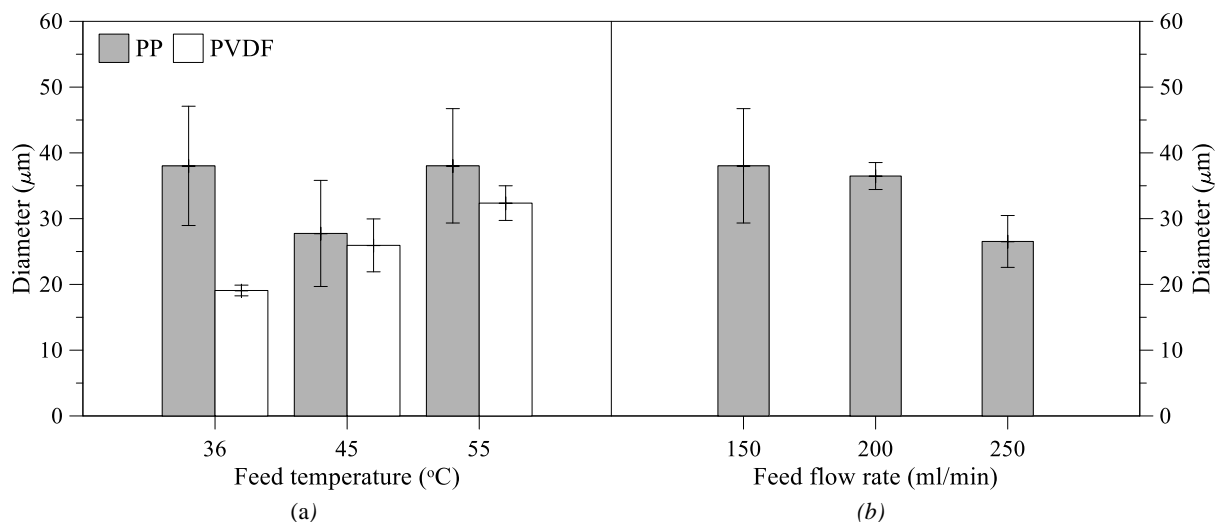 60
50
40
30
20
10
0
Diameter (μm)
PP PVDF
36 45 55
Feed temperature (°C)
(a)
150 200 250
Feed flow rate (ml/min)
(b)
60
50
40
30
20
10
0
Diameter (μm)